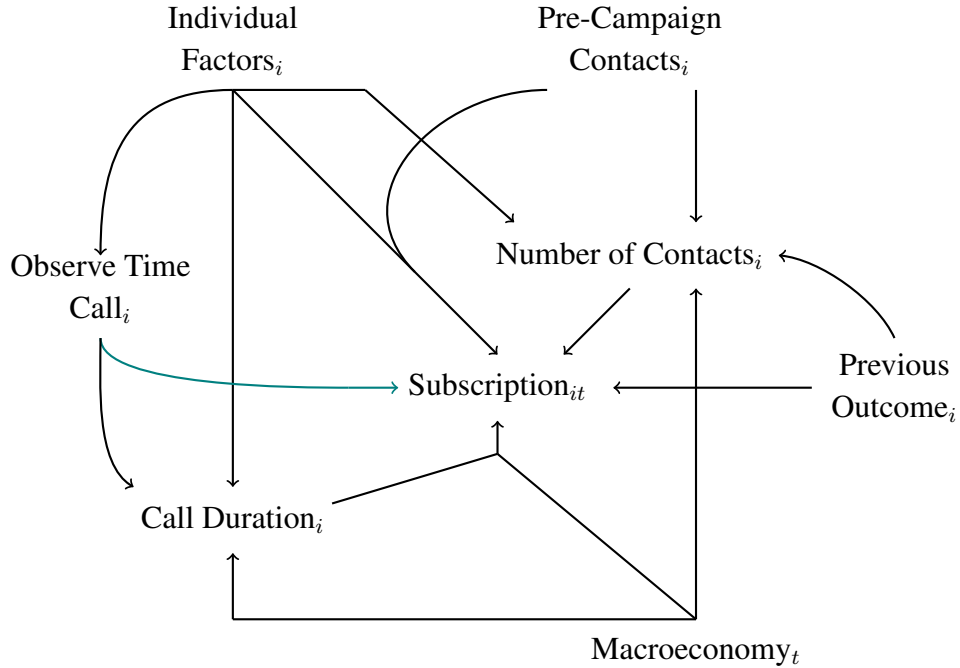 Individual
Factors_i
Pre-Campaign
Contacts_i
Number of Contacts_i
Observe Time
Call_i
Previous
Outcome_i
Subscription_it
Call Duration_i
Macroeconomy_t